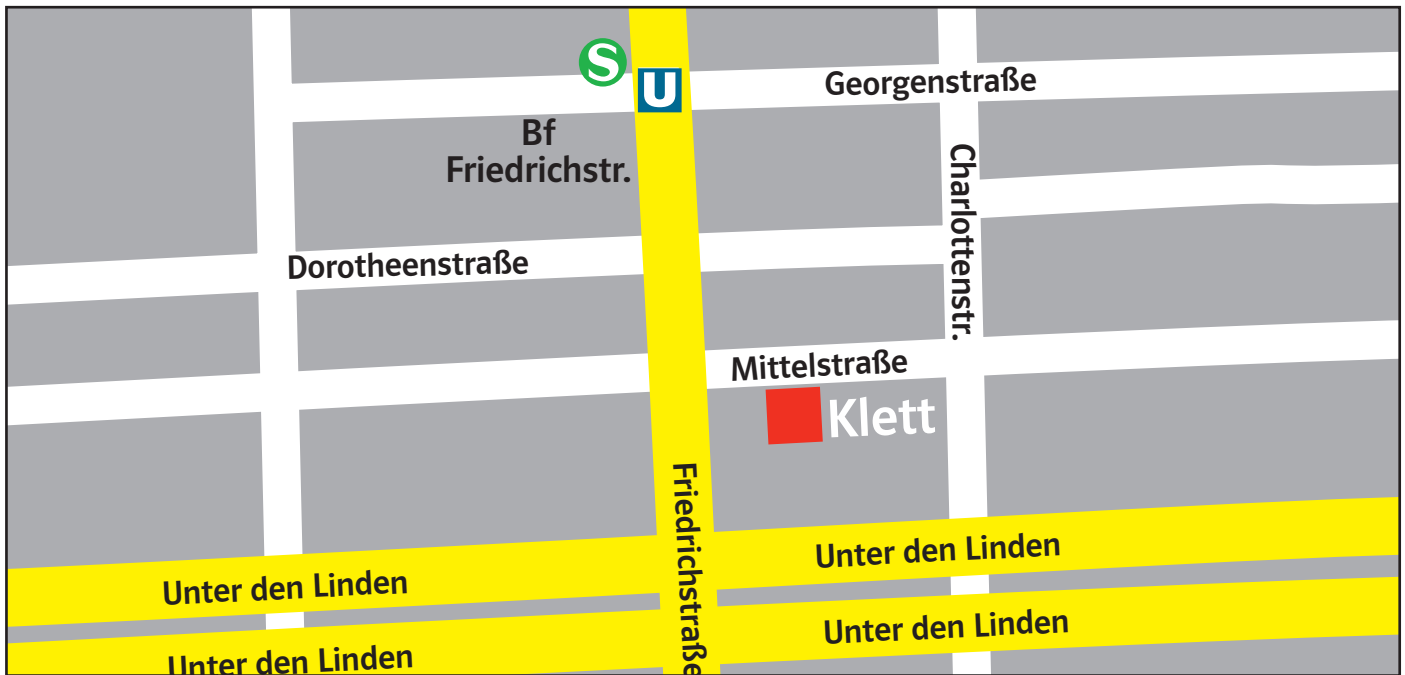 S
U
Georgenstraße
Bf
Friedrichstr.
Charlottenstr.
Dorotheenstraße
Mittelstraße
Klett
Friedrichstraße
Unter den Linden
Unter den Linden
Unter den Linden
Unter den Linden